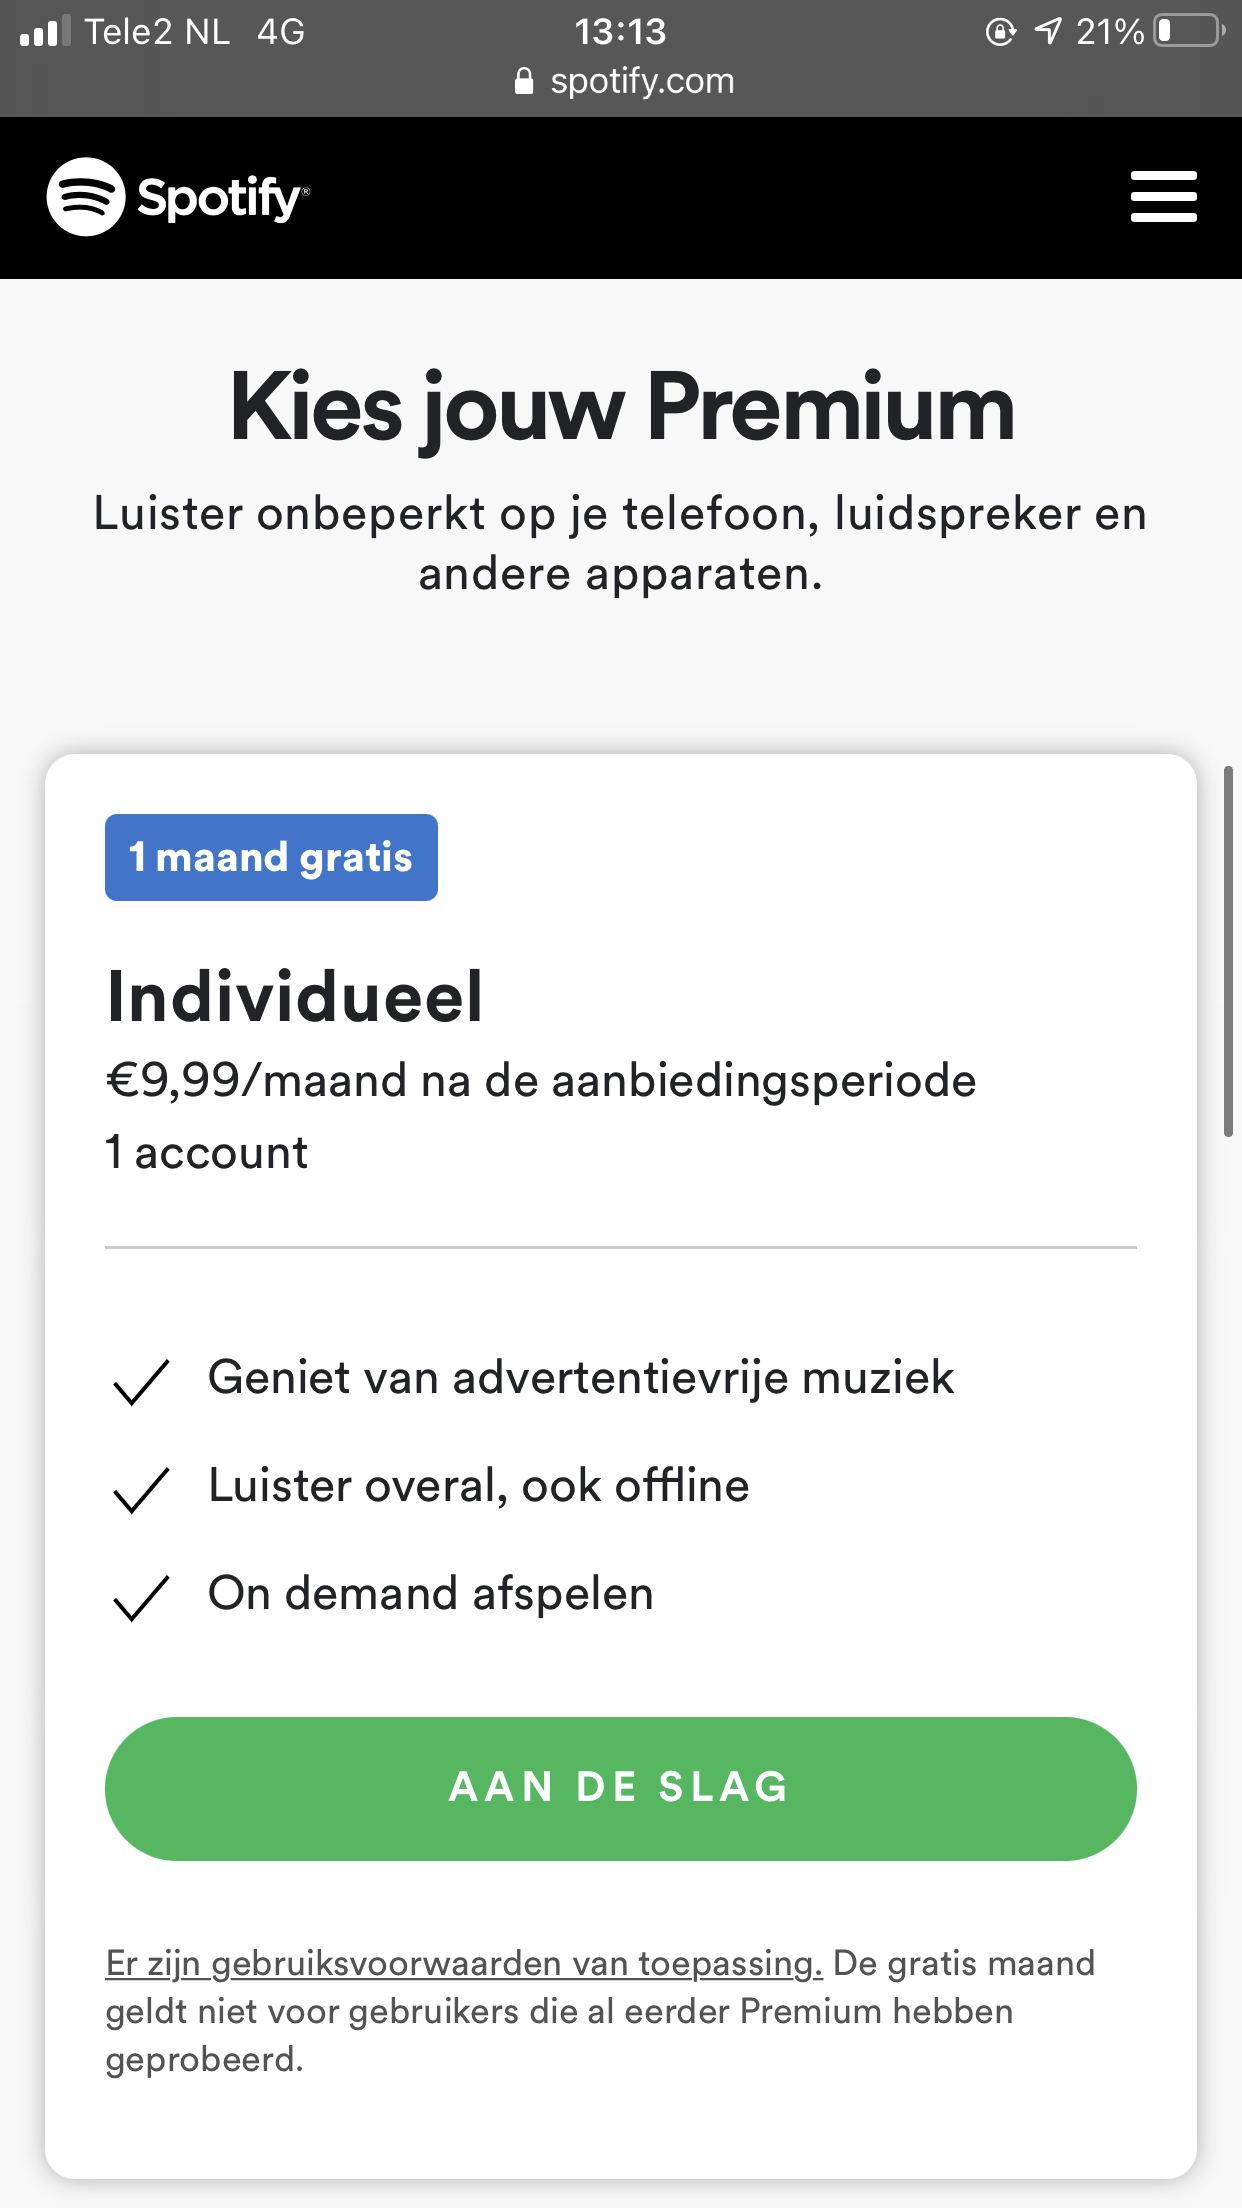 Tele2 NL 4G 13:13 21%
spotify.com
Spotify®
Kies jouw Premium
Luister onbeperkt op je telefoon, luidspreker en
andere apparaten.
1 maand gratis
Individueel
€9,99/maand na de aanbiedingsperiode
1 account
Geniet van advertentievrije muziek
Luister overal, ook offline
On demand afspelen
AAN DE SLAG
Er zijn gebruiksvoorwaarden van toepassing. De gratis maand
geldt niet voor gebruikers die al eerder Premium hebben
geprobeerd.